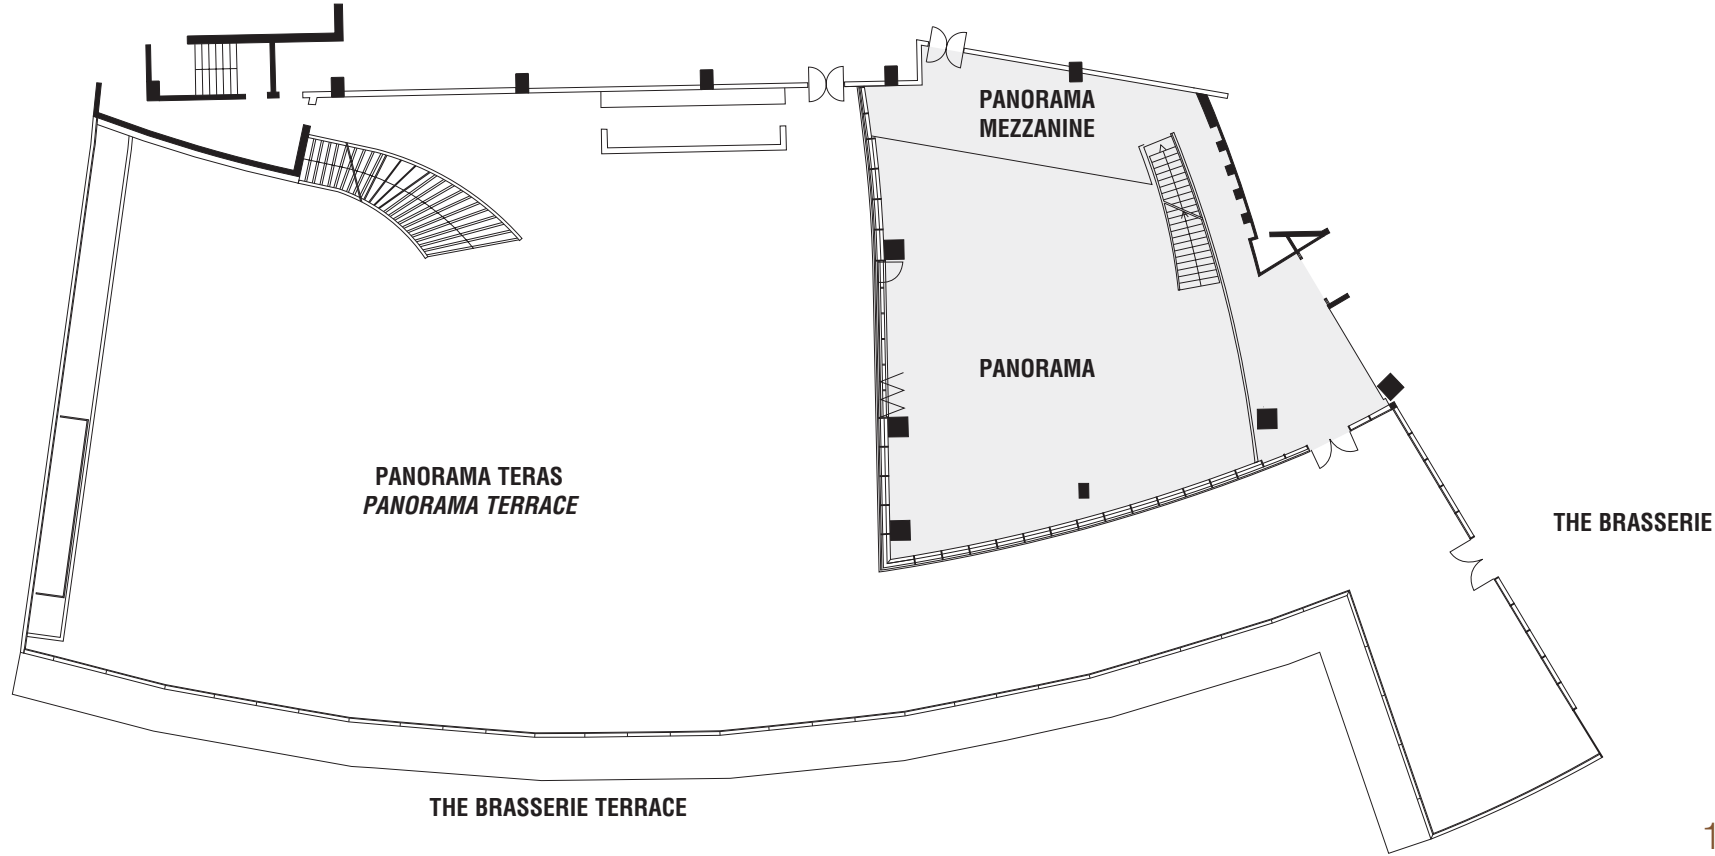 PANORAMA
MEZZANINE
PANORAMA
PANORAMA TERAS
PANORAMA TERRACE
THE BRASSERIE
THE BRASSERIE TERRACE
1